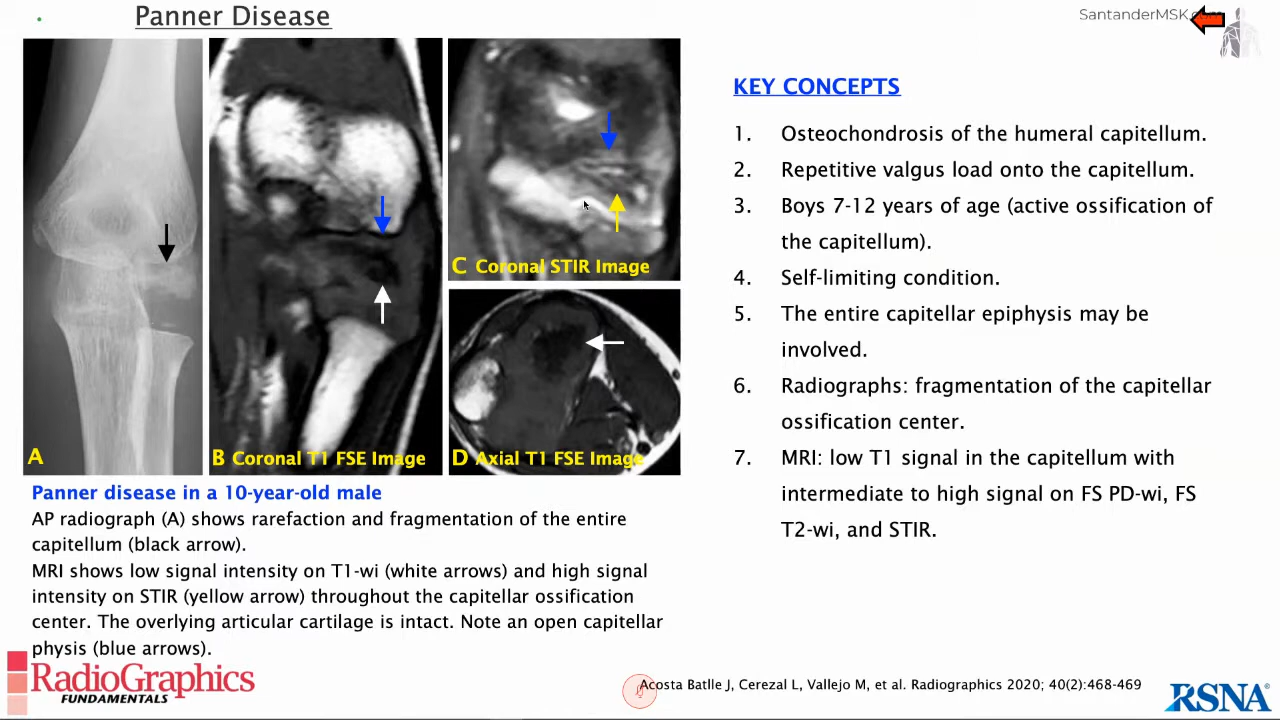 Panner Disease
SantanderMSK.com
A
B Coronal T1 FSE Image
C Coronal STIR Image
D Axial T1 FSE Image
Panner disease in a 10-year-old male
AP radiograph (A) shows rarefaction and fragmentation of the entire
capitellum (black arrow).
MRI shows low signal intensity on T1-wi (white arrows) and high signal
intensity on STIR (yellow arrow) throughout the capitellar ossification
center. The overlying articular cartilage is intact. Note an open capitellar
physis (blue arrows).
KEY CONCEPTS
1. Osteochondrosis of the humeral capitellum.
2. Repetitive valgus load onto the capitellum.
3. Boys 7-12 years of age (active ossification of
the capitellum).
4. Self-limiting condition.
5. The entire capitellar epiphysis may be
involved.
6. Radiographs: fragmentation of the capitellar
ossification center.
7. MRI: low T1 signal in the capitellum with
intermediate to high signal on FS PD-wi, FS
T2-wi, and STIR.
RadioGraphics
FUNDAMENTALS
Acosta Batlle J, Cerezal L, Vallejo M, et al. Radiographics 2020; 40(2):468-469
RSNA®